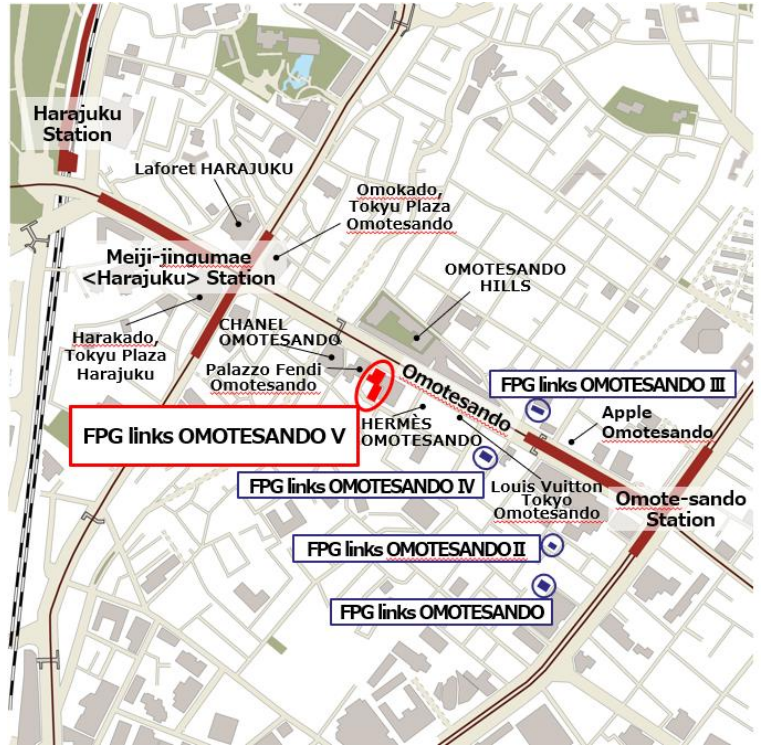 Harajuku
Station
Laforet HARAJUKU
Omokado,
Tokyu Plaza
Omotesando
Meiji-jingumae
<Harajuku> Station
OMOTESANDO
HILLS
Harakado,
Tokyu Plaza
Harajuku
CHANEL
OMOTESANDO
Palazzo Fendi
Omotesando
Omotesando
FPG links OMOTESANDO III
Apple
Omotesando
FPG links OMOTESANDO V
HERMÈS
OMOTESANDO
FPG links OMOTESANDO IV
Louis Vuitton
Tokyo
Omotesando
Omote-sando
Station
FPG links OMOTESANDO II
FPG links OMOTESANDO